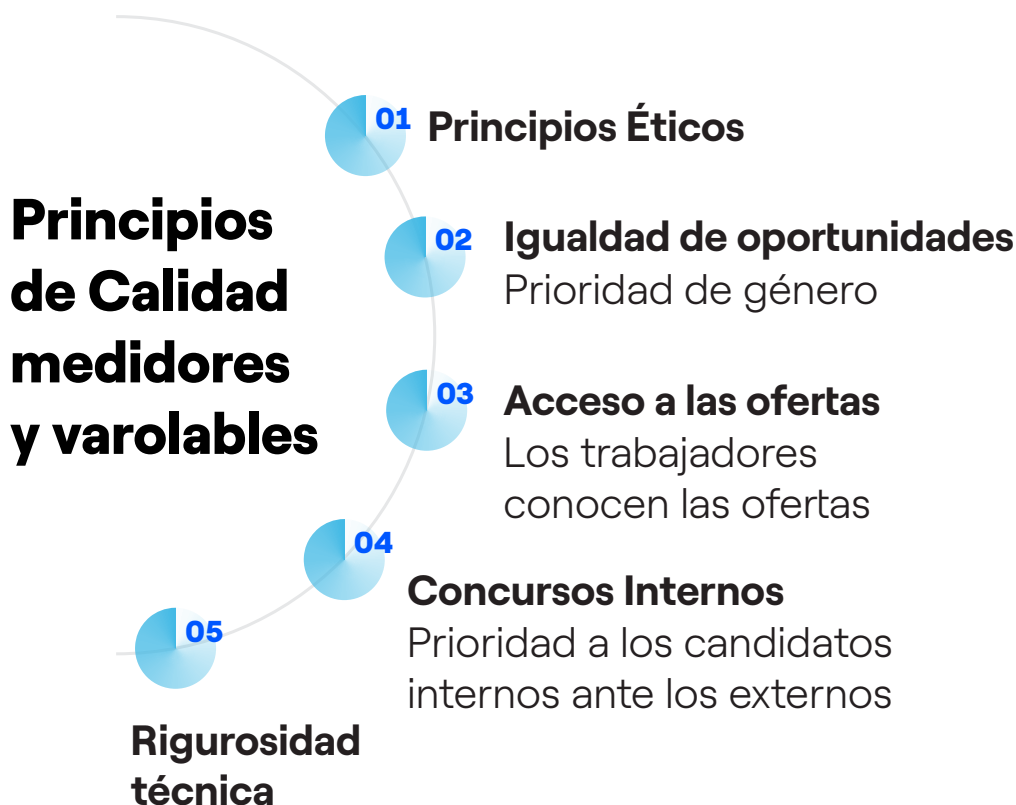 Principios
de Calidad
medidores
y varolables
01 Principios Éticos
02 Igualdad de oportunidades
Prioridad de género
03 Acceso a las ofertas
Los trabajadores
conocen las ofertas
04
Concursos Internos
Prioridad a los candidatos
internos ante los externos
05
Rigurosidad
técnica